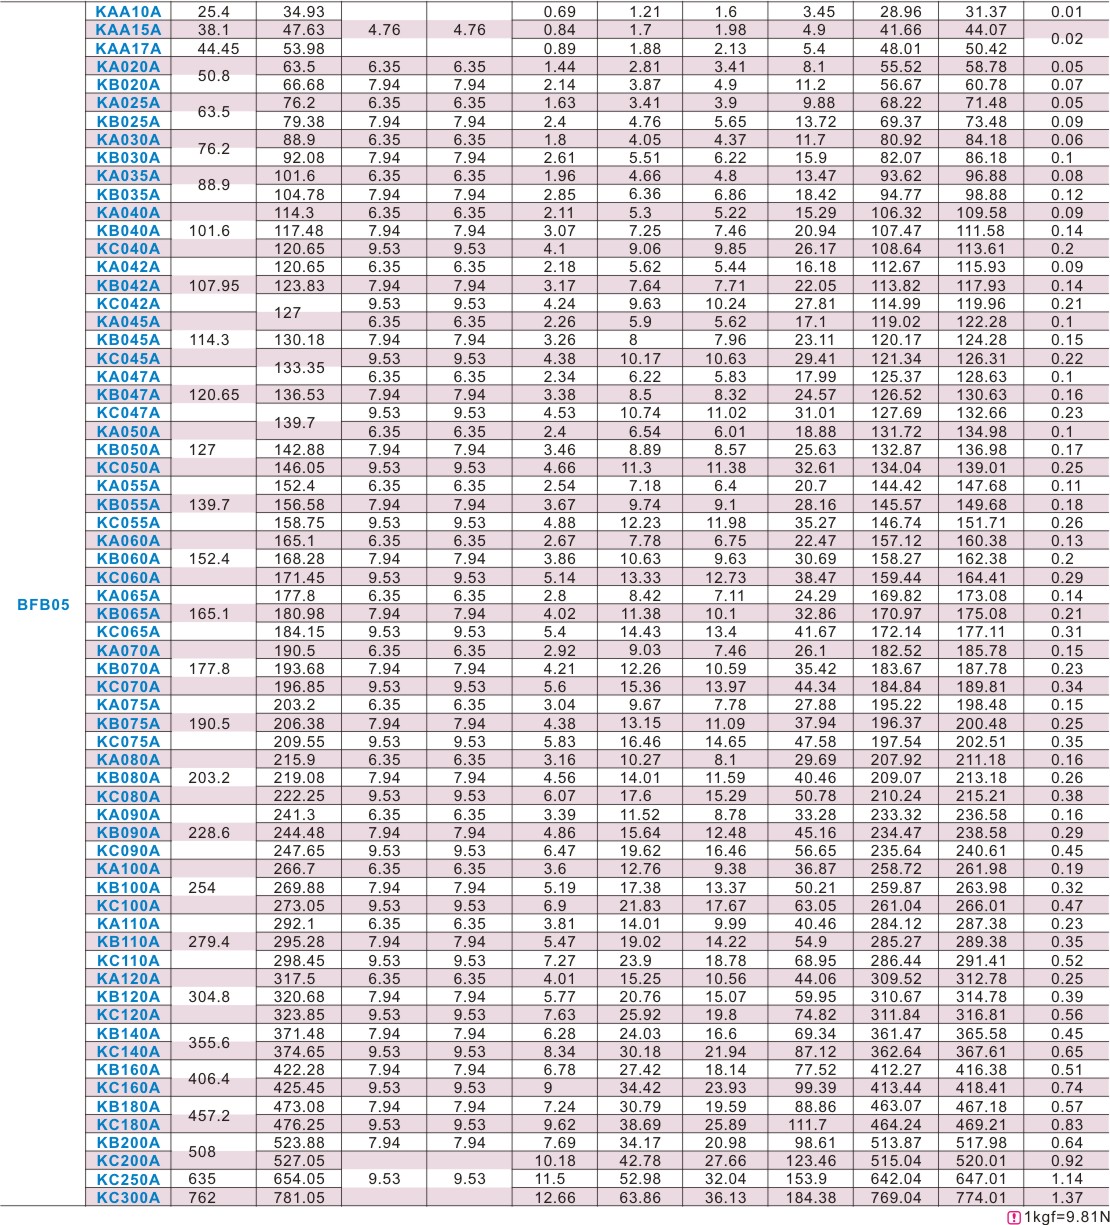 KAA10A 25.4 34.93 0.69 1.21 1.6 3.45 28.96 31.37 0.01
KAA15A 38.1 47.63 4.76 4.76 0.84 1.7 1.98 4.9 41.66 44.07 0.02
KAA17A 44.45 53.98 0.89 1.88 2.13 5.4 48.01 50.42
KA020A 50.8 63.5 6.35 6.35 1.44 2.81 3.41 8.1 55.52 58.78 0.05
KB020A 66.68 7.94 7.94 2.14 3.87 4.9 11.2 56.67 60.78 0.07
KA025A 63.5 76.2 6.35 6.35 1.63 3.41 3.9 9.88 68.22 71.48 0.05
KB025A 79.38 7.94 7.94 2.4 4.76 5.65 13.72 69.37 73.48 0.09
KA030A 76.2 88.9 6.35 6.35 1.8 4.05 4.37 11.7 80.92 84.18 0.06
KB030A 92.08 7.94 7.94 2.61 5.51 6.22 15.9 82.07 86.18 0.1
KA035A 88.9 101.6 6.35 6.35 1.96 4.66 4.8 13.47 93.62 96.88 0.08
KB035A 104.78 7.94 7.94 2.85 6.36 6.86 18.42 94.77 98.88 0.12
KA040A 114.3 6.35 6.35 2.11 5.3 5.22 15.29 106.32 109.58 0.09
KB040A 101.6 117.48 7.94 7.94 3.07 7.25 7.46 20.94 107.47 111.58 0.14
KC040A 120.65 9.53 9.53 4.1 9.06 9.85 26.17 108.64 113.61 0.2
KA042A 120.65 6.35 6.35 2.18 5.62 5.44 16.18 112.67 115.93 0.09
KB042A 107.95 123.83 7.94 7.94 3.17 7.64 7.71 22.05 113.82 117.93 0.14
KC042A 127 9.53 9.53 4.24 9.63 10.24 27.81 114.99 119.96 0.21
KA045A 6.35 6.35 2.26 5.9 5.62 17.1 119.02 122.28 0.1
KB045A 114.3 130.18 7.94 7.94 3.26 8 7.96 23.11 120.17 124.28 0.15
KC045A 133.35 9.53 9.53 4.38 10.17 10.63 29.41 121.34 126.31 0.22
KA047A 6.35 6.35 2.34 6.22 5.83 17.99 125.37 128.63 0.1
KB047A 120.65 136.53 7.94 7.94 3.38 8.5 8.32 24.57 126.52 130.63 0.16
KC047A 139.7 9.53 9.53 4.53 10.74 11.02 31.01 127.69 132.66 0.23
KA050A 6.35 6.35 2.4 6.54 6.01 18.88 131.72 134.98 0.1
KB050A 127 142.88 7.94 7.94 3.46 8.89 8.57 25.63 132.87 136.98 0.17
KC050A 146.05 9.53 9.53 4.66 11.3 11.38 32.61 134.04 139.01 0.25
KA055A 152.4 6.35 6.35 2.54 7.18 6.4 20.7 144.42 147.68 0.11
KB055A 139.7 156.58 7.94 7.94 3.67 9.74 9.1 28.16 145.57 149.68 0.18
KC055A 158.75 9.53 9.53 4.88 12.23 11.98 35.27 146.74 151.71 0.26
KA060A 165.1 6.35 6.35 2.67 7.78 6.75 22.47 157.12 160.38 0.13
KB060A 152.4 168.28 7.94 7.94 3.86 10.63 9.63 30.69 158.27 162.38 0.2
KC060A 171.45 9.53 9.53 5.14 13.33 12.73 38.47 159.44 164.41 0.29
KA065A 177.8 6.35 6.35 2.8 8.42 7.11 24.29 169.82 173.08 0.14
BFB05 KB065A 165.1 180.98 7.94 7.94 4.02 11.38 10.1 32.86 170.97 175.08 0.21
KC065A 184.15 9.53 9.53 5.4 14.43 13.4 41.67 172.14 177.11 0.31
KA070A 190.5 6.35 6.35 2.92 9.03 7.46 26.1 182.52 185.78 0.15
KB070A 177.8 193.68 7.94 7.94 4.21 12.26 10.59 35.42 183.67 187.78 0.23
KC070A 196.85 9.53 9.53 5.6 15.36 13.97 44.34 184.84 189.81 0.34
KA075A 203.2 6.35 6.35 3.04 9.67 7.78 27.88 195.22 198.48 0.15
KB075A 190.5 206.38 7.94 7.94 4.38 13.15 11.09 37.94 196.37 200.48 0.25
KC075A 209.55 9.53 9.53 5.83 16.46 14.65 47.58 197.54 202.51 0.35
KA080A 215.9 6.35 6.35 3.16 10.27 8.1 29.69 207.92 211.18 0.16
KB080A 203.2 219.08 7.94 7.94 4.56 14.01 11.59 40.46 209.07 213.18 0.26
KC080A 222.25 9.53 9.53 6.07 17.6 15.29 50.78 210.24 215.21 0.38
KA090A 241.3 6.35 6.35 3.39 11.52 8.78 33.28 233.32 236.58 0.16
KB090A 228.6 244.48 7.94 7.94 4.86 15.64 12.48 45.16 234.47 238.58 0.29
KC090A 247.65 9.53 9.53 6.47 19.62 16.46 56.65 235.64 240.61 0.45
KA100A 266.7 6.35 6.35 3.6 12.76 9.38 36.87 258.72 261.98 0.19
KB100A 254 269.88 7.94 7.94 5.19 17.38 13.37 50.21 259.87 263.98 0.32
KC100A 273.05 9.53 9.53 6.9 21.83 17.67 63.05 261.04 266.01 0.47
KA110A 292.1 6.35 6.35 3.81 14.01 9.99 40.46 284.12 287.38 0.23
KB110A 279.4 295.28 7.94 7.94 5.47 19.02 14.22 54.9 285.27 289.38 0.35
KC110A 298.45 9.53 9.53 7.27 23.9 18.78 68.95 286.44 291.41 0.52
KA120A 317.5 6.35 6.35 4.01 15.25 10.56 44.06 309.52 312.78 0.25
KB120A 304.8 320.68 7.94 7.94 5.77 20.76 15.07 59.95 310.67 314.78 0.39
KC120A 323.85 9.53 9.53 7.63 25.92 19.8 74.82 311.84 316.81 0.56
KB140A 355.6 371.48 7.94 7.94 6.28 24.03 16.6 69.34 361.47 365.58 0.45
KC140A 374.65 9.53 9.53 8.34 30.18 21.94 87.12 362.64 367.61 0.65
KB160A 406.4 422.28 7.94 7.94 6.78 27.42 18.14 77.52 412.27 416.38 0.51
KC160A 425.45 9.53 9.53 9 34.42 23.93 99.39 413.44 418.41 0.74
KB180A 457.2 473.08 7.94 7.94 7.24 30.79 19.59 88.86 463.07 467.18 0.57
KC180A 476.25 9.53 9.53 9.62 38.69 25.89 111.7 464.24 469.21 0.83
KB200A 508 523.88 7.94 7.94 7.69 34.17 20.98 98.61 513.87 517.98 0.64
KC200A 527.05 10.18 42.78 27.66 123.46 515.04 520.01 0.92
KC250A 635 654.05 9.53 9.53 11.5 52.98 32.04 153.9 642.04 647.01 1.14
KC300A 762 781.05 12.66 63.86 36.13 184.38 769.04 774.01 1.37
1kgf=9.81N